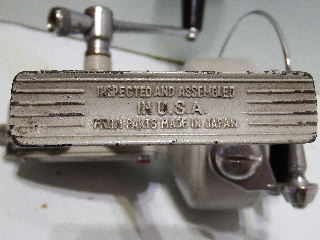 INSPECTED AND ASSEMBLED
IN U.S.A.
FROM PARTS MADE IN JAPAN